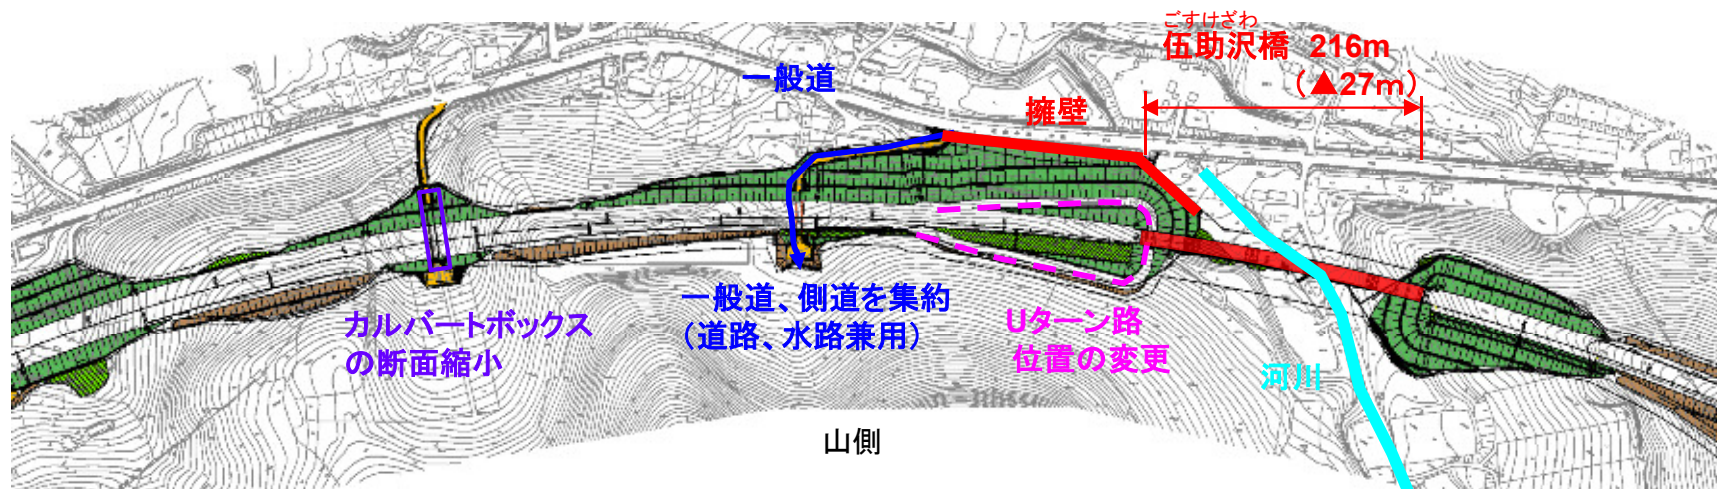 ごすけざわ
伍助沢橋 216m
(▲27m)
一般道
擁壁
カルバートボックス
の断面縮小
一般道、側道を集約
(道路、水路兼用)
Uターン路
位置の変更
河川
山側